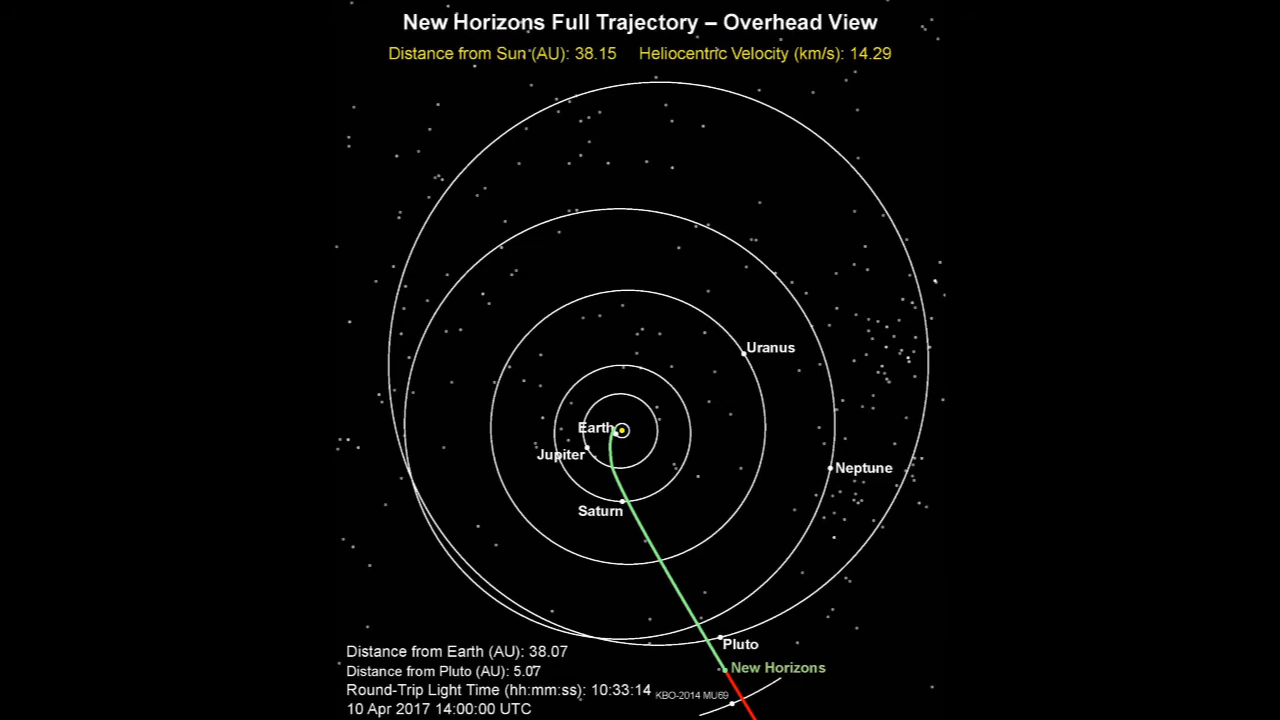 New Horizons Full Trajectory – Overhead View
Distance from Sun (AU): 38.15 Heliocentric Velocity (km/s): 14.29
Uranus
Earth
Jupiter
Neptune
Saturn
Pluto
New Horizons
Distance from Earth (AU): 38.07
Distance from Pluto (AU): 5.07
Round-Trip Light Time (hh:mm:ss): 10:33:14
KBO-2014 MU69
10 Apr 2017 14:00:00 UTC